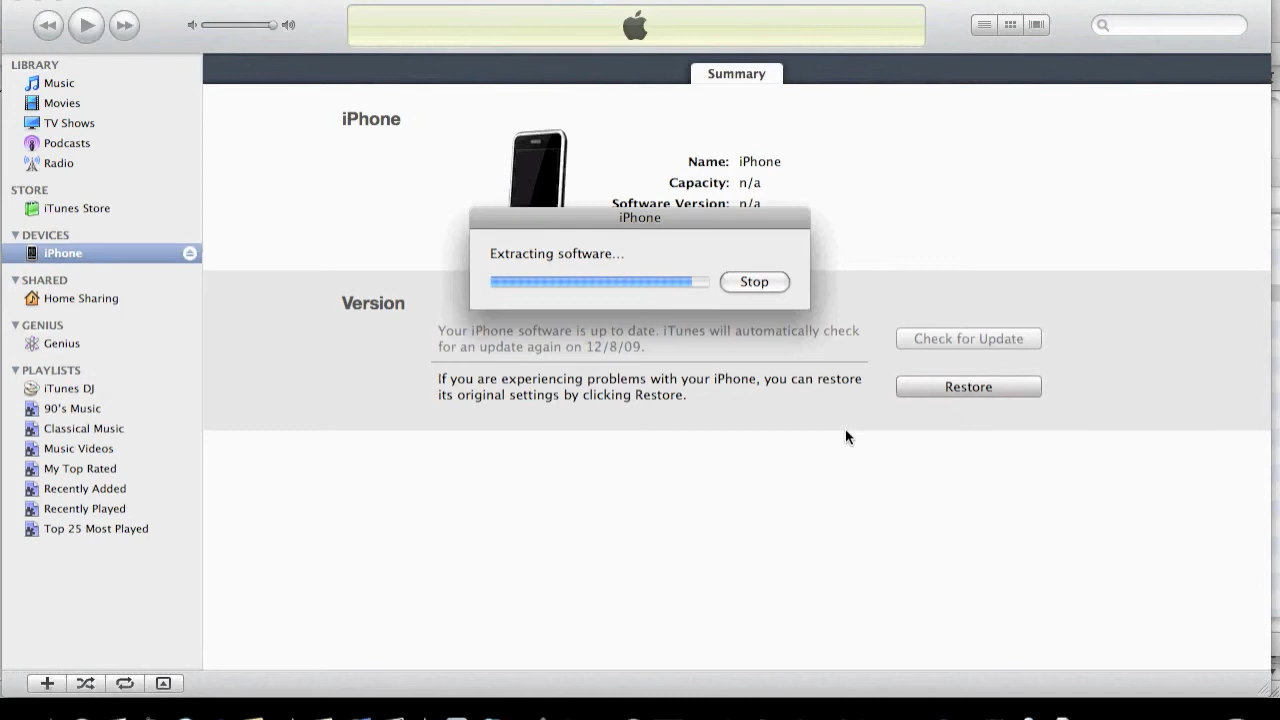 LIBRARY
Music
Movies
TV Shows
Podcasts
Radio
STORE
iTunes Store
DEVICES
iPhone
SHARED
Home Sharing
GENIUS
Genius
PLAYLISTS
iTunes DJ
90's Music
Classical Music
Music Videos
My Top Rated
Recently Added
Recently Played
Top 25 Most Played
Summary
iPhone
Name: iPhone
Capacity: n/a
Software Version: n/a
iPhone
Extracting software...
Stop
Version
Your iPhone software is up to date. iTunes will automatically check
for an update again on 12/8/09.
Check for Update
If you are experiencing problems with your iPhone, you can restore
its original settings by clicking Restore.
Restore